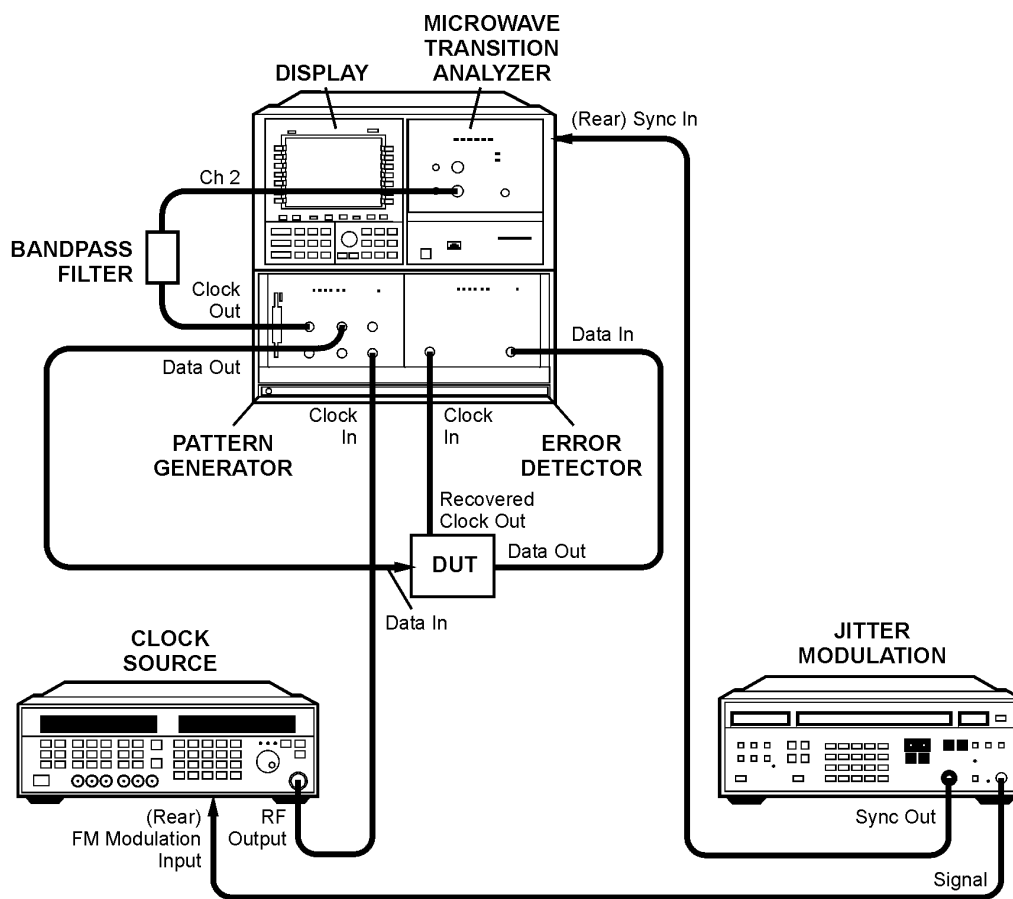 MICROWAVE
TRANSITION
ANALYZER
DISPLAY
(Rear) Sync In
Ch 2
BANDPASS
FILTER
Clock
Out
Data In
Data Out
Clock
In
Clock
In
PATTERN
GENERATOR
ERROR
DETECTOR
Recovered
Clock Out
DUT
Data Out
Data In
CLOCK
SOURCE
JITTER
MODULATION
(Rear)
FM Modulation
Input
RF
Output
Sync Out
Signal